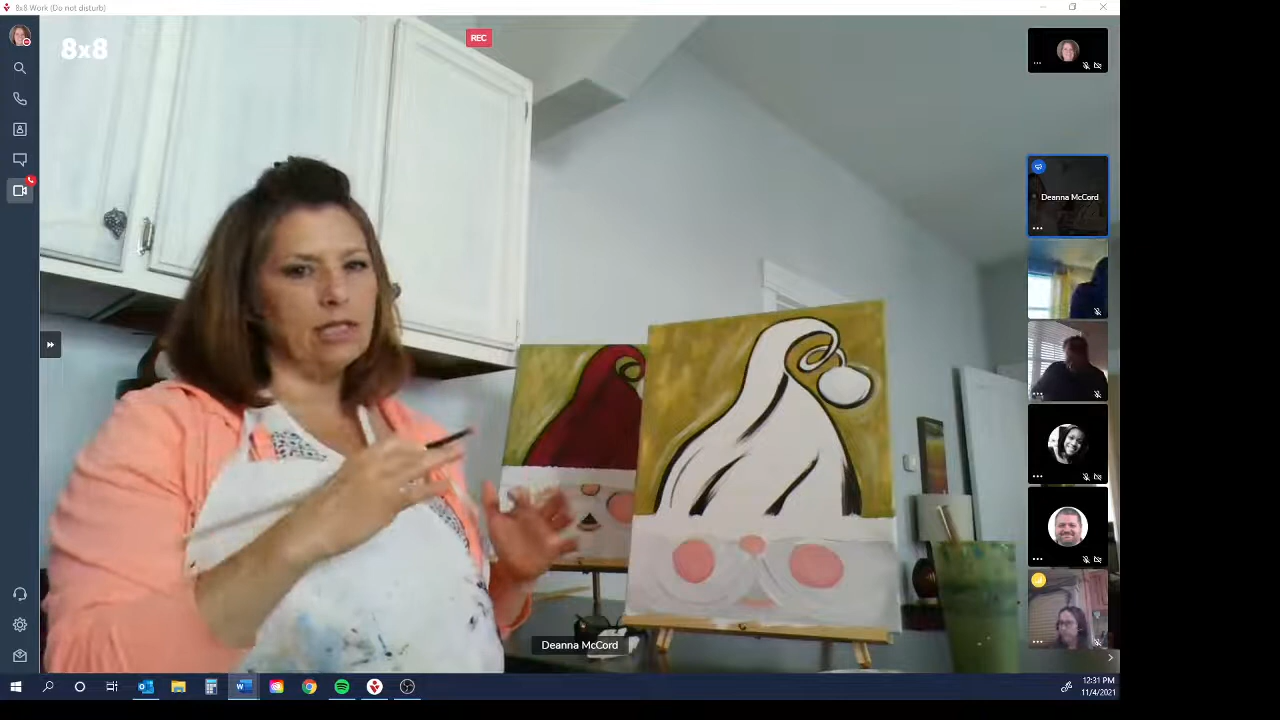 8x8 Work (Do not disturb)
8x8
REC
Deanna McCord
Deanna McCord
12:31 PM
11/4/2021